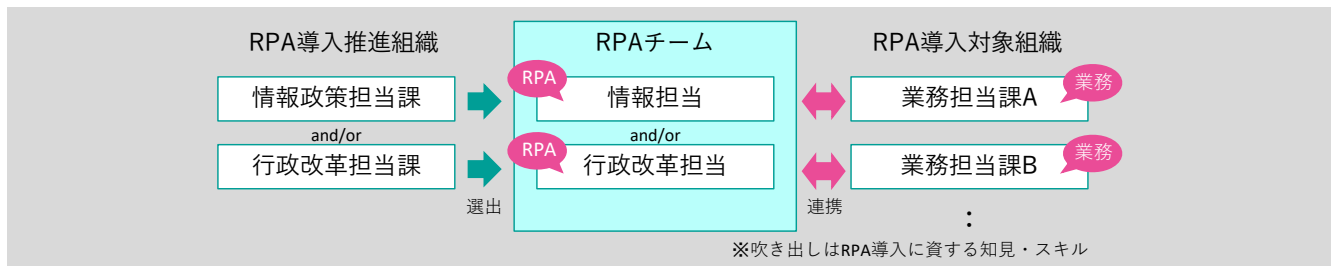 RPA導入推進組織
RPAチーム
RPA導入対象組織
情報政策担当課
RPA
情報担当
業務担当課A
業務
and/or
and/or
行政改革担当課
RPA
行政改革担当
業務担当課B
業務
選出
連携
：
※吹き出しはRPA導入に資する知見・スキル